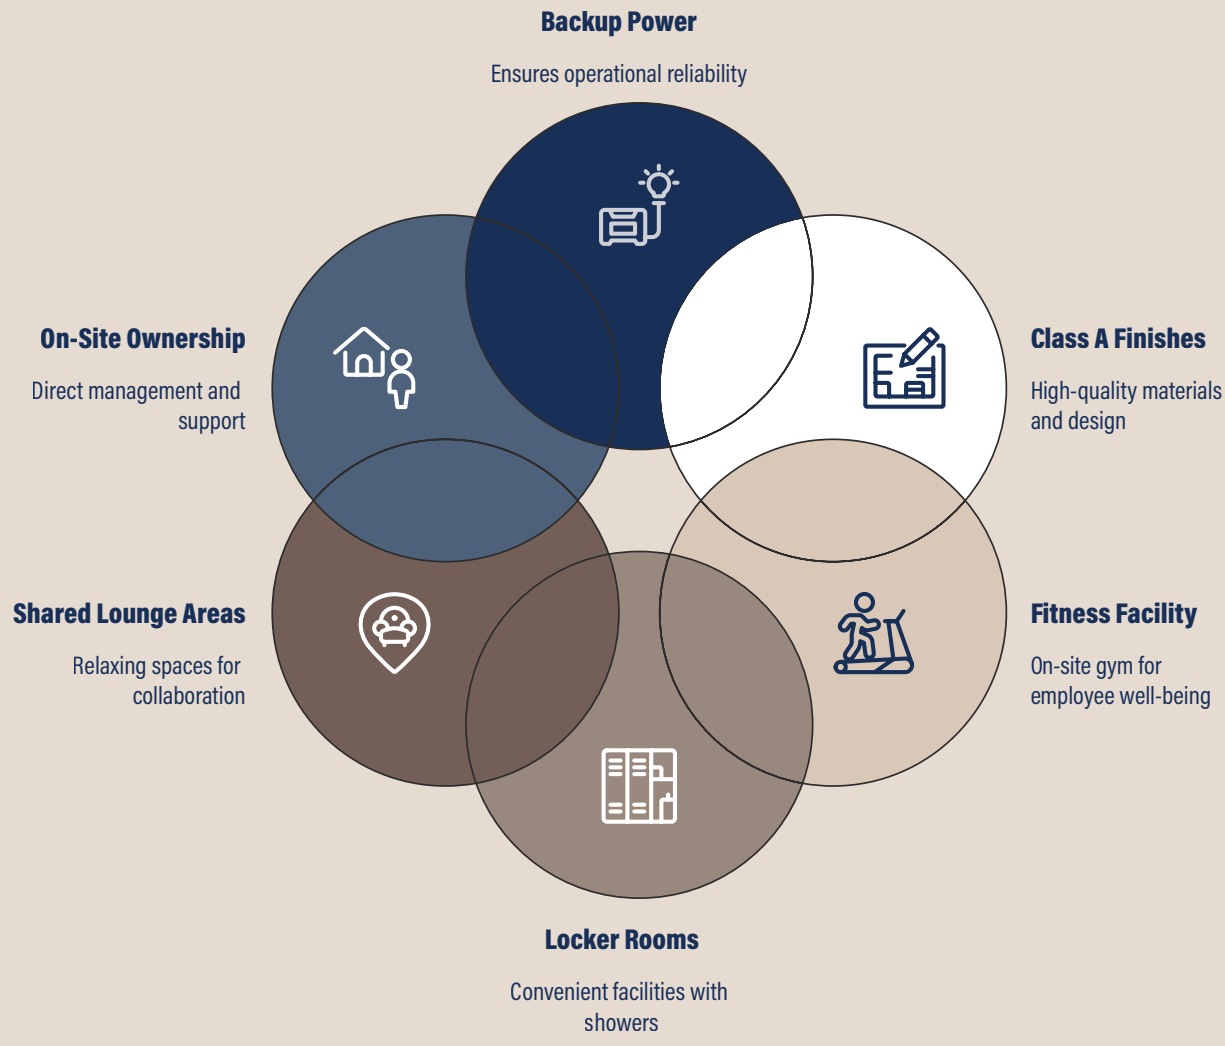 Backup Power
Ensures operational reliability
On-Site Ownership
Direct management and
support
Class A Finishes
High-quality materials
and design
Shared Lounge Areas
Relaxing spaces for
collaboration
Fitness Facility
On-site gym for
employee well-being
Locker Rooms
Convenient facilities with
showers